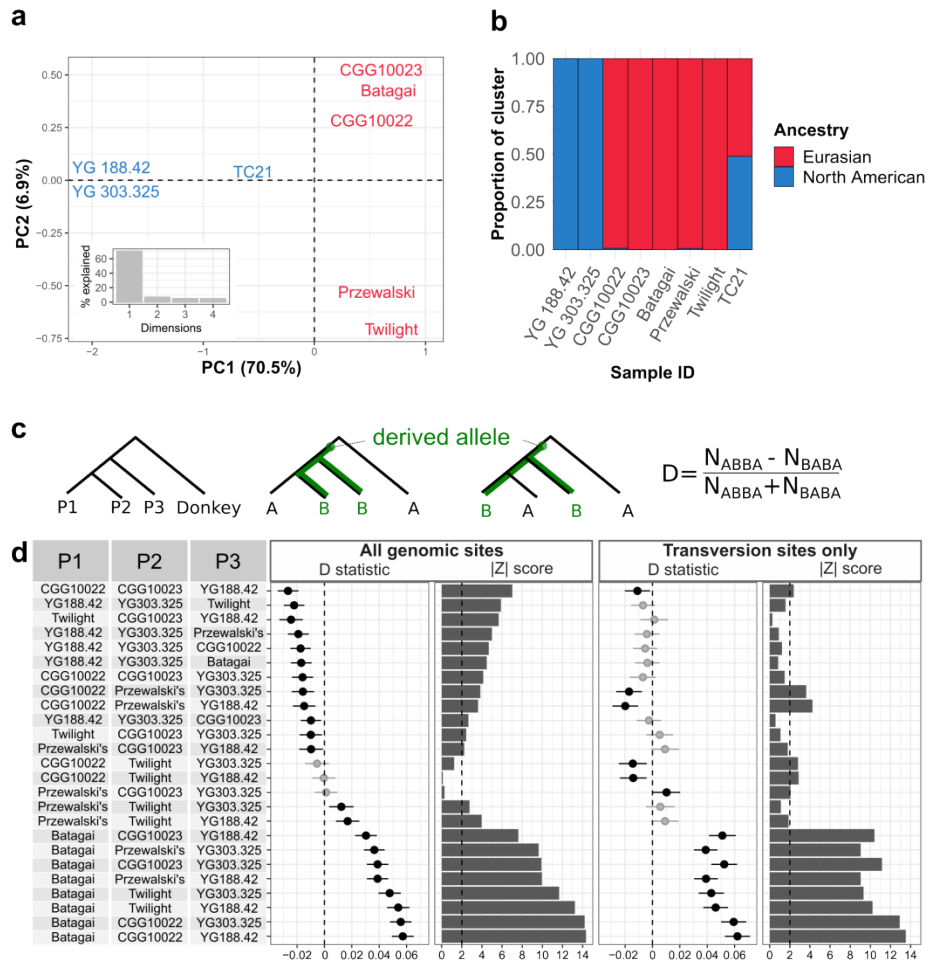 a
PC2 (6.9%)
0.50
0.25
0.00
−0.25
−0.50
−0.75
CGG10023
Batagai
CGG10022
YG 188.42
TC21
YG 303.325
Przewalski
Twilight
% explained
60
40
20
0
1 2 3 4
Dimensions
−2 −1 0 1
PC1 (70.5%)
b
Proportion of cluster
1.00
0.75
0.50
0.25
0.00
YG 188.42
YG 303.325
CGG10022
CGG10023
Batagai
Przewalski
Twilight
TC21
Sample ID
Ancestry
Eurasian
North American
c
P1 P2 P3 Donkey
derived allele
A B B A
B A B A
D= (N_ABBA - N_BABA) / (N_ABBA+N_BABA)
d
P1 P2 P3
All genomic sites
D statistic |Z| score
Transversion sites only
D statistic |Z| score
CGG10022 CGG10023 YG188.42
YG188.42 YG303.325 Twilight
Twilight CGG10023 YG188.42
YG188.42 YG303.325 Przewalski's
YG188.42 YG303.325 CGG10022
YG188.42 YG303.325 Batagai
CGG10022 CGG10023 YG303.325
CGG10022 Przewalski's YG303.325
CGG10022 Przewalski's YG188.42
YG188.42 YG303.325 CGG10023
Twilight CGG10023 YG303.325
Przewalski's CGG10023 YG188.42
CGG10022 Twilight YG303.325
CGG10022 Twilight YG188.42
Przewalski's CGG10023 YG303.325
Przewalski's Twilight YG303.325
Przewalski's Twilight YG188.42
Batagai CGG10023 YG188.42
Batagai Przewalski's YG303.325
Batagai CGG10023 YG303.325
Batagai Przewalski's YG188.42
Batagai Twilight YG303.325
Batagai Twilight YG188.42
Batagai CGG10022 YG303.325
Batagai CGG10022 YG188.42
−0.02 0 0.02 0.04 0.06
0 2 4 6 8 10 12 14
−0.02 0 0.02 0.04 0.06
0 2 4 6 8 10 12 14